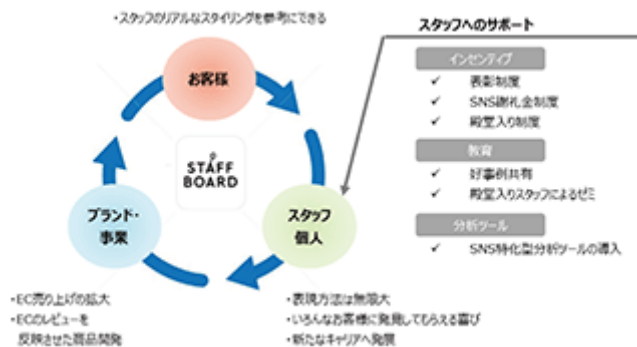 ・スタッフのリアルなスタイリングを参考にできる
お客様
STAFF
BOARD
ブランド・
事業
スタッフ
個人
・EC売り上げの拡大
・ECのレビューを
反映させた商品開発
・表現方法は無限大
・いろんなお客様に発見してもらえる喜び
・新たなキャリアへ発展
スタッフへのサポート
インセンティブ
✓ 表彰制度
✓ SNS謝礼金制度
✓ 殿堂入り制度
教育
✓ 好事例共有
✓ 殿堂入りスタッフによるゼミ
分析ツール
✓ SNS特化型分析ツールの導入